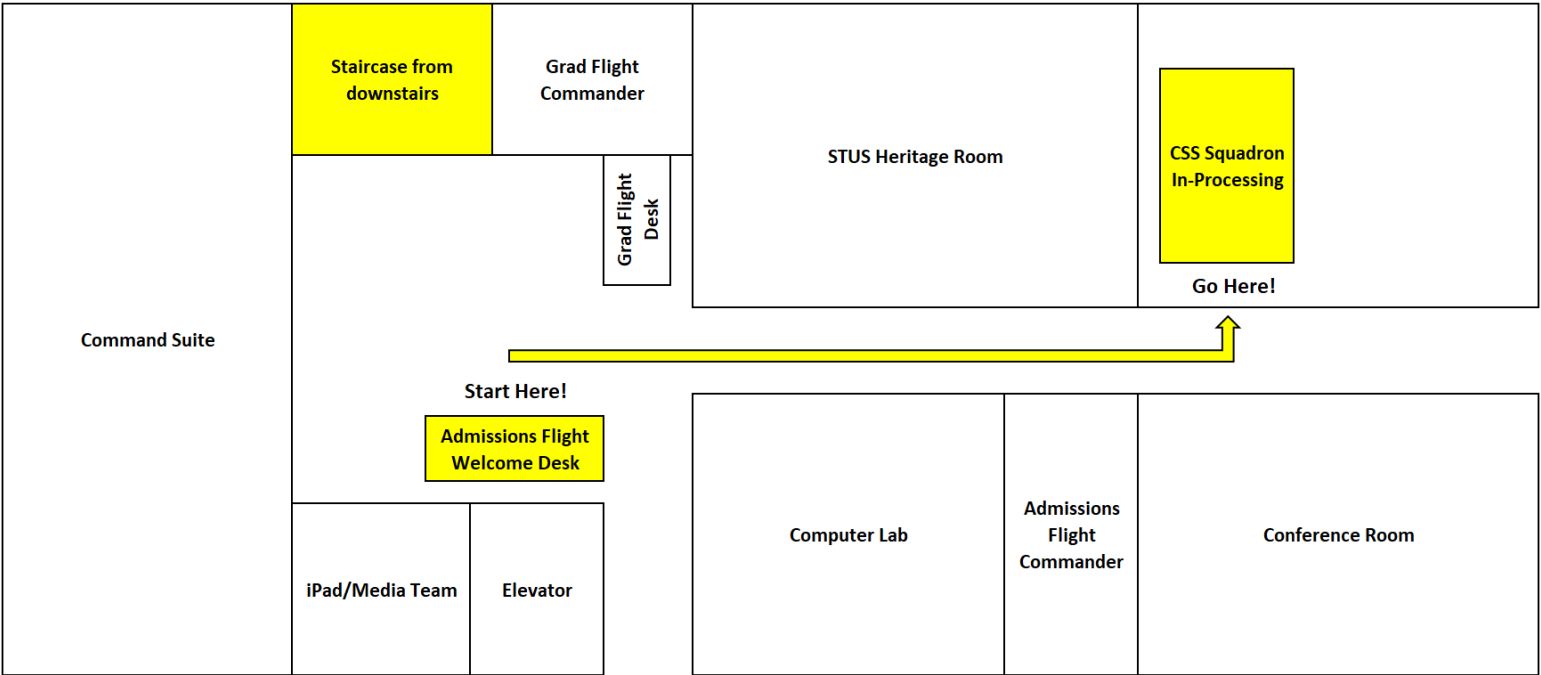 Staircase from
downstairs
Grad Flight
Commander
STUS Heritage Room
CSS Squadron
In-Processing
Grad Flight
Desk
Go Here!
Command Suite
Start Here!
Admissions Flight
Welcome Desk
Computer Lab
Admissions
Flight
Commander
Conference Room
iPad/Media Team
Elevator